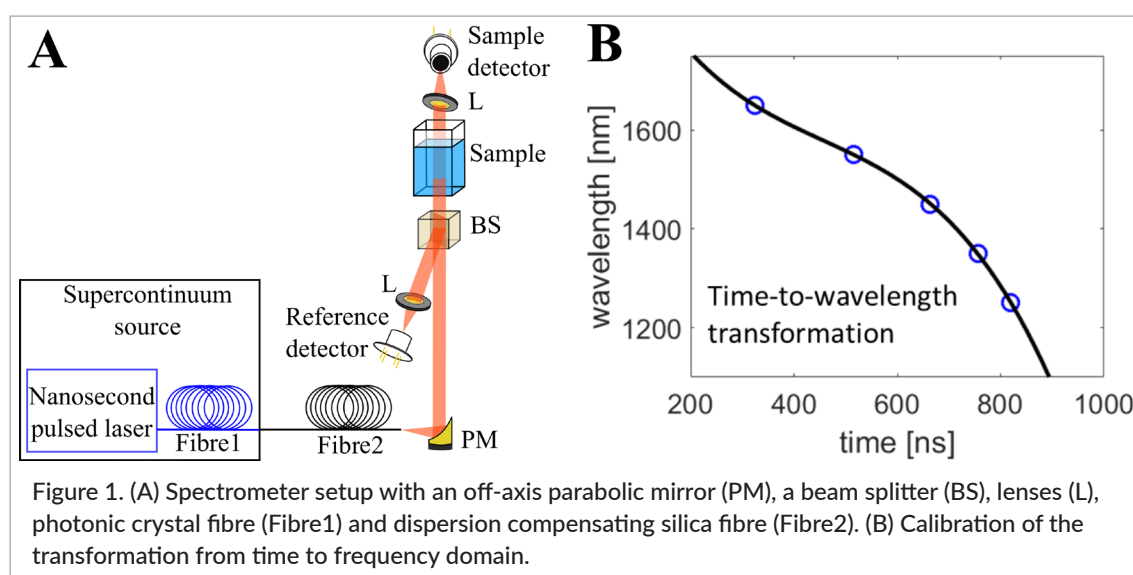 A
Sample
detector
L
Sample
BS
L
Reference
detector
Supercontinuum
source
Nanosecond
pulsed laser
Fibre1
Fibre2
PM
B
wavelength [nm]
1600
1400
1200
Time-to-wavelength
transformation
200 400 600 800 1000
time [ns]
Figure 1. (A) Spectrometer setup with an off-axis parabolic mirror (PM), a beam splitter (BS), lenses (L),
photonic crystal fibre (Fibre1) and dispersion compensating silica fibre (Fibre2). (B) Calibration of the
transformation from time to frequency domain.